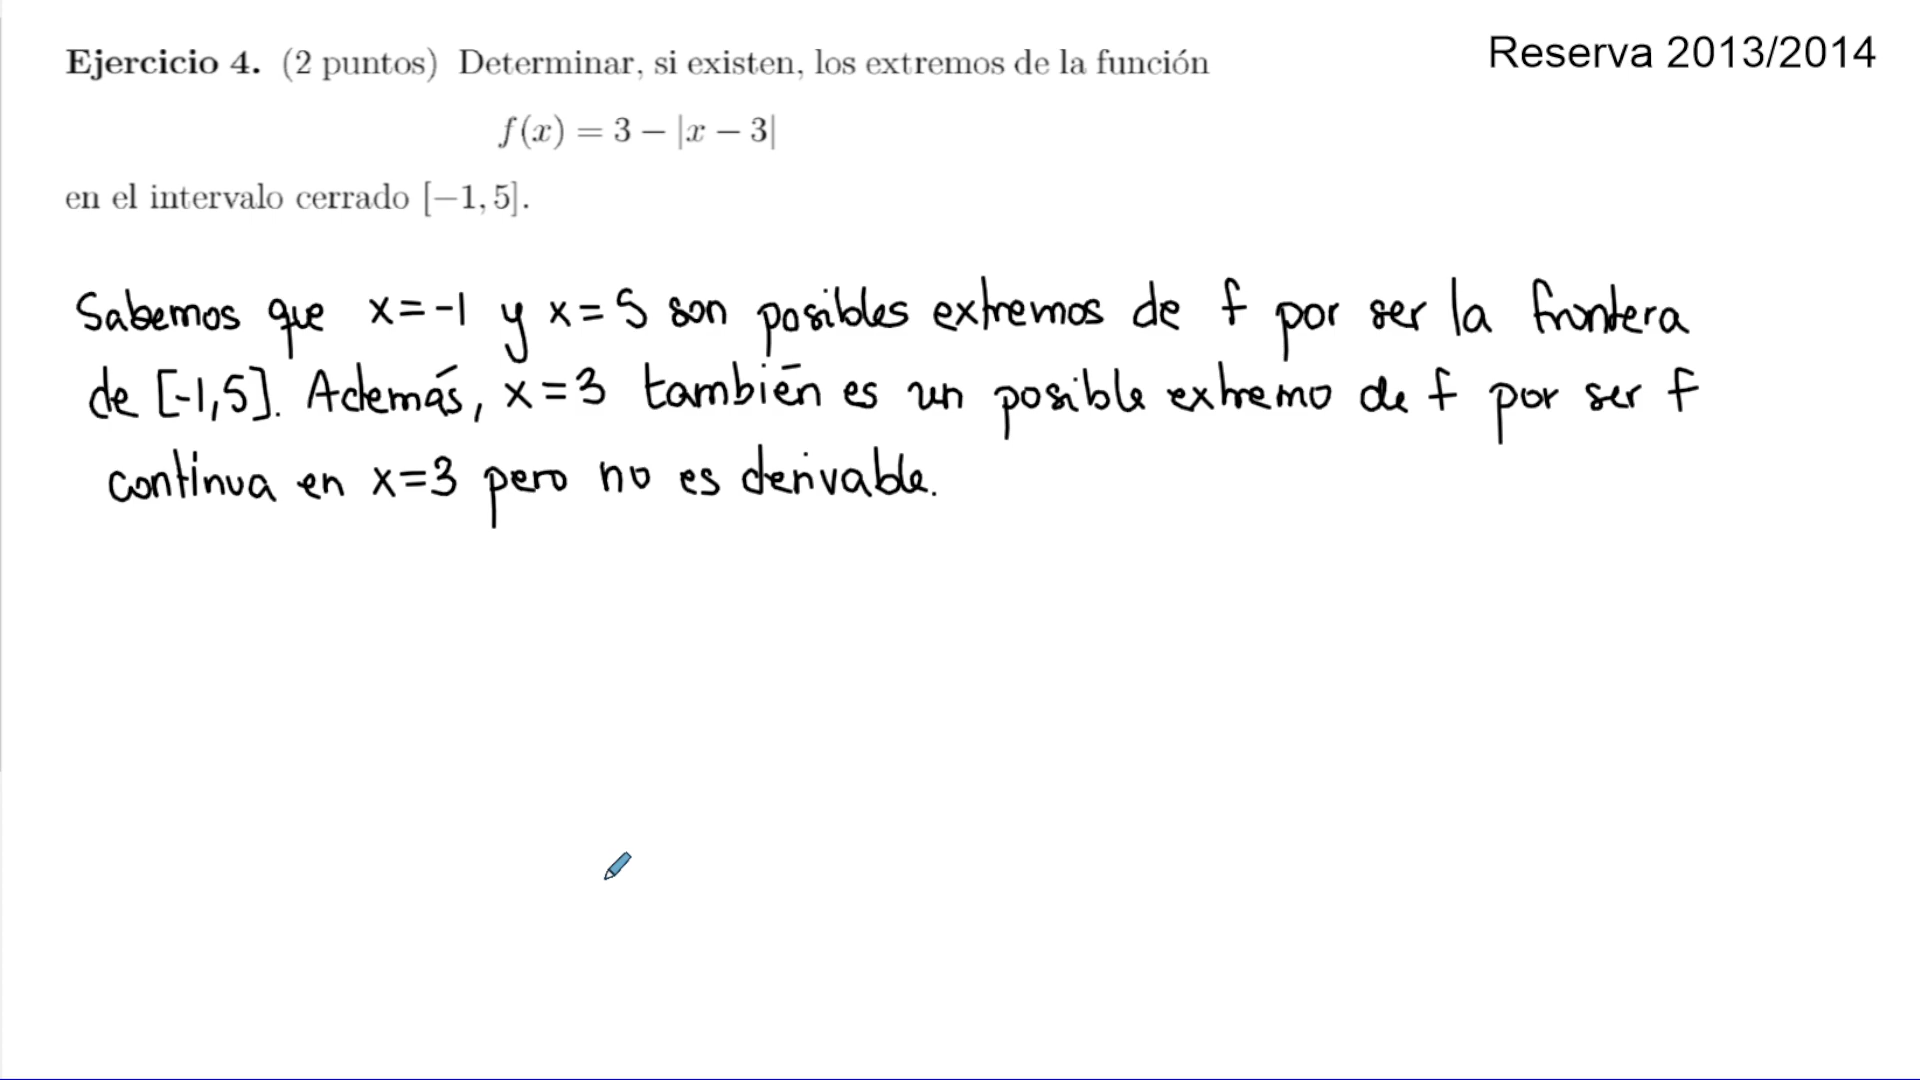 Ejercicio 4. (2 puntos) Determinar, si existen, los extremos de la función
Reserva 2013/2014
f(x) = 3 − |x − 3|
en el intervalo cerrado [−1, 5].
Sabemos que x=-1 y x=5 son posibles extremos de f por ser la frontera
de [-1,5]. Además, x=3 también es un posible extremo de f por ser f
continua en x=3 pero no es derivable.